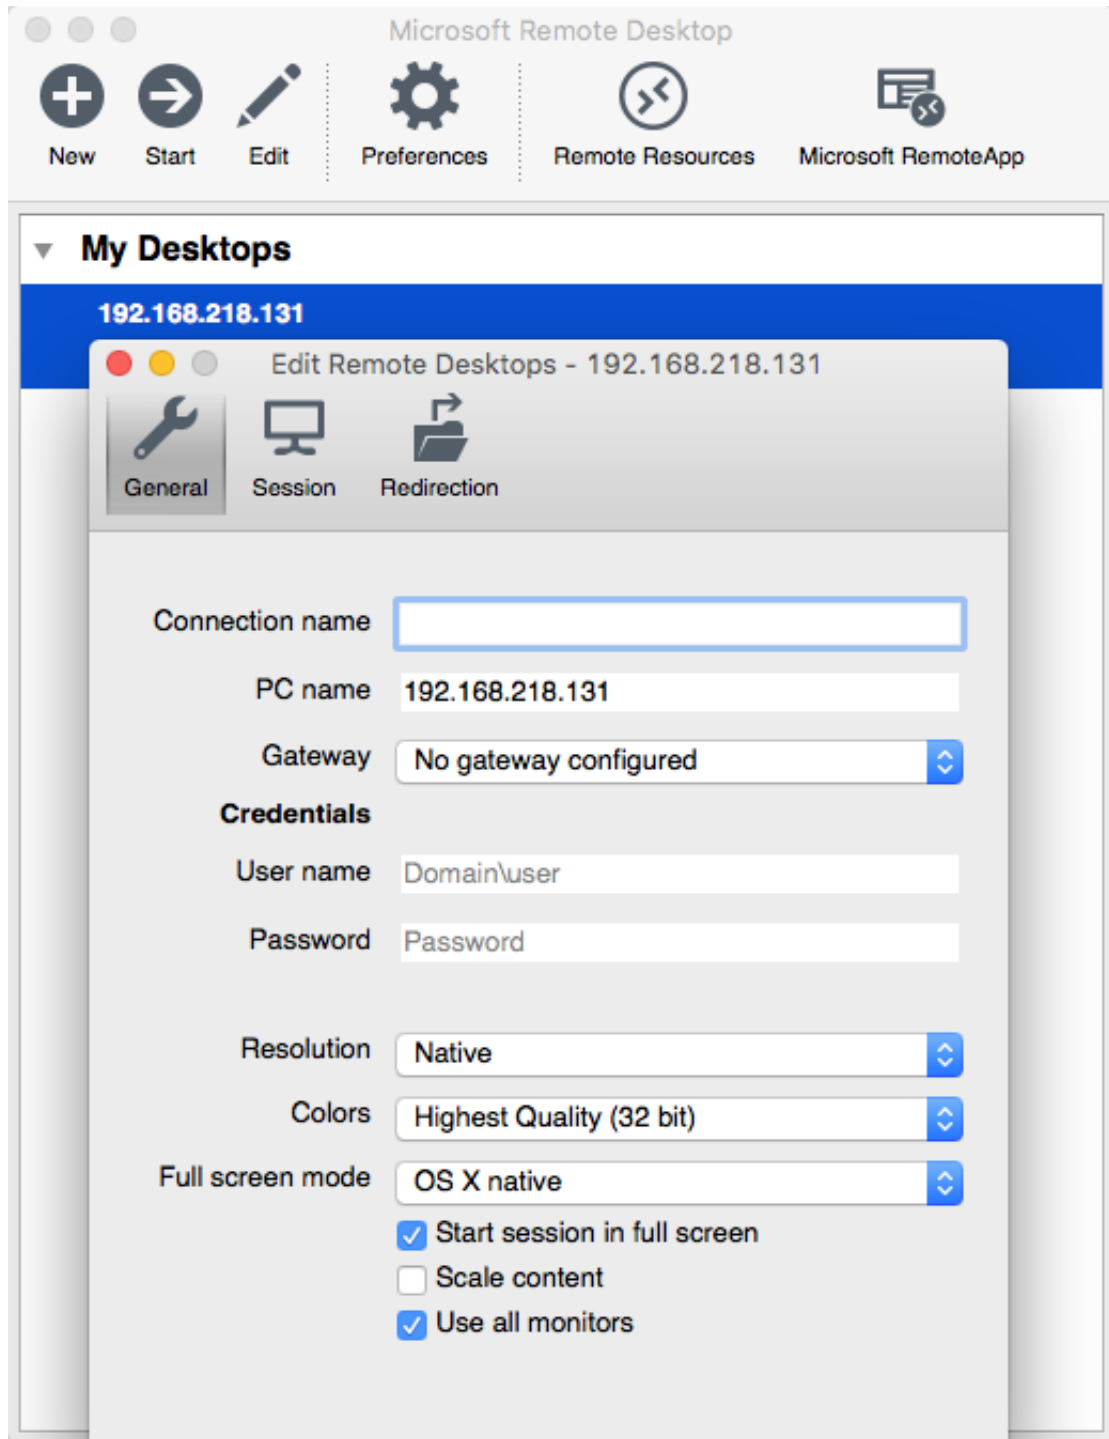 Microsoft Remote Desktop
New Start Edit Preferences Remote Resources Microsoft RemoteApp
My Desktops
192.168.218.131
Edit Remote Desktops - 192.168.218.131
General Session Redirection
Connection name
PC name 192.168.218.131
Gateway No gateway configured
Credentials
User name Domain\user
Password Password
Resolution Native
Colors Highest Quality (32 bit)
Full screen mode OS X native
Start session in full screen
Scale content
Use all monitors